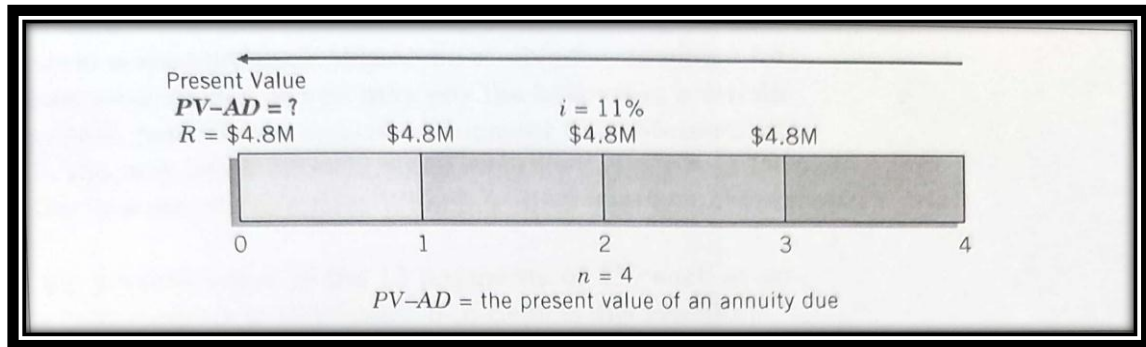 Present Value
PV–AD = ? i = 11%
R = $4.8M $4.8M $4.8M $4.8M
0 1 2 3 4
n = 4
PV–AD = the present value of an annuity due